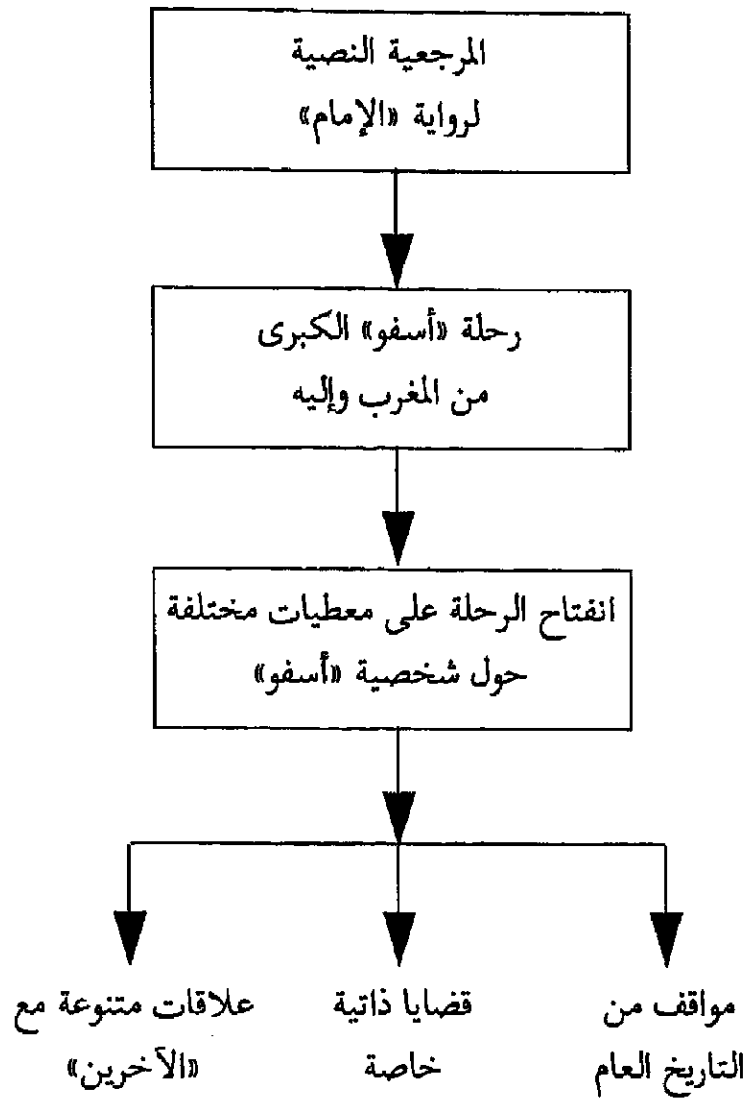 المرجعية النصية
لرواية «الإمام»
رحلة «أسفو» الكبرى
من المغرب وإليه
انفتاح الرحلة على معطيات مختلفة
حول شخصية «أسفو»
مواقف من
التاريخ العام
قضايا ذاتية
خاصة
علاقات متنوعة مع
«الآخرين»